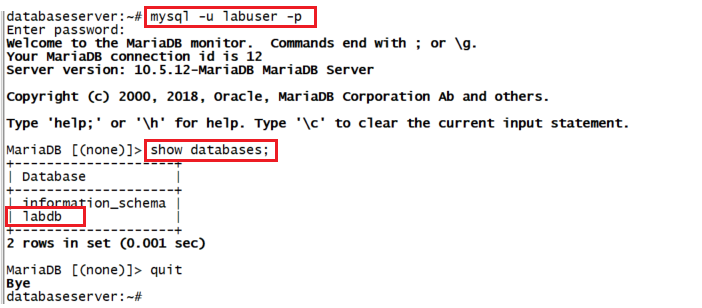 databaseserver:~# mysql -u labuser -p
Enter password:
Welcome to the MariaDB monitor.  Commands end with ; or \g.
Your MariaDB connection id is 12
Server version: 10.5.12-MariaDB MariaDB Server

Copyright (c) 2000, 2018, Oracle, MariaDB Corporation Ab and others.

Type 'help;' or '\h' for help. Type '\c' to clear the current input statement.

MariaDB [(none)]> show databases;
+--------------------+
| Database           |
+--------------------+
| information_schema |
| labdb              |
+--------------------+
2 rows in set (0.001 sec)

MariaDB [(none)]> quit
Bye
databaseserver:~#